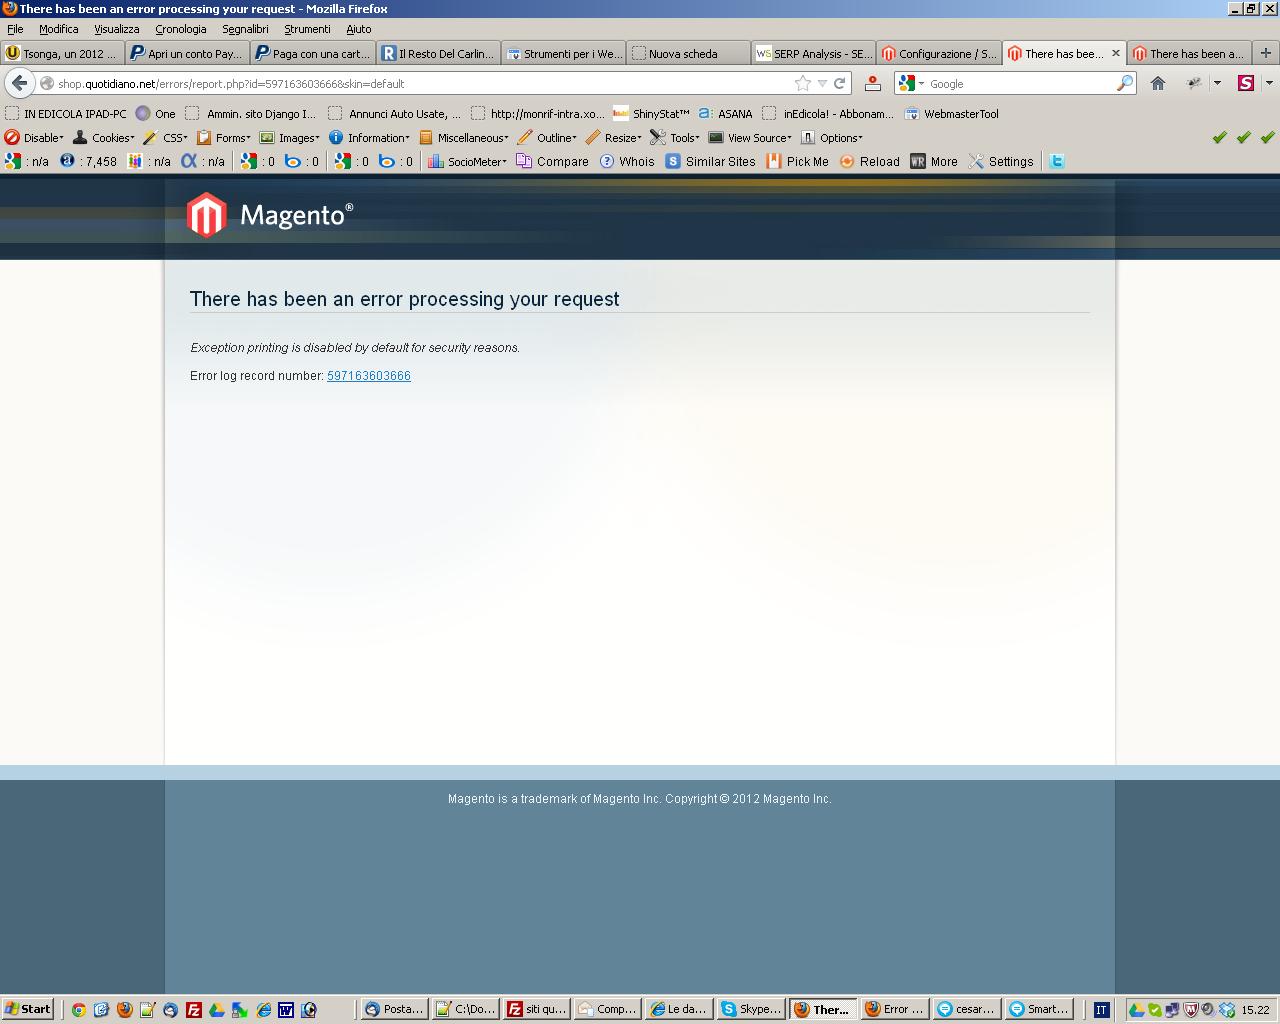 There has been an error processing your request - Mozilla Firefox
File Modifica Visualizza Cronologia Segnalibri Strumenti Aiuto
Tsonga, un 2012 ... Apri un conto Pay... Paga con una cart... Il Resto Del Carlin... Strumenti per i We... Nuova scheda SERP Analysis - SE... Configurazione / S... There has bee... There has been a...
shop.quotidiano.net/errors/report.php?id=597163603666&skin=default Google
IN EDICOLA IPAD-PC One Ammin. sito Django I... Annunci Auto Usate, ... http://monrif-intra.xo... ShinyStat™ ASANA inEdicola! - Abbonam... WebmasterTool
Disable Cookies CSS Forms Images Information Miscellaneous Outline Resize Tools View Source Options
: n/a : 7,458 : n/a : n/a : 0 : 0 : 0 : 0 SocioMeter Compare Whois Similar Sites Pick Me Reload More Settings
Magento®
There has been an error processing your request
Exception printing is disabled by default for security reasons.
Error log record number: 597163603666
Magento is a trademark of Magento Inc. Copyright © 2012 Magento Inc.
Start Posta... C:\Do... siti qu... Comp... Le da... Skype... Ther... Error ... cesar... Smart... IT 15.22